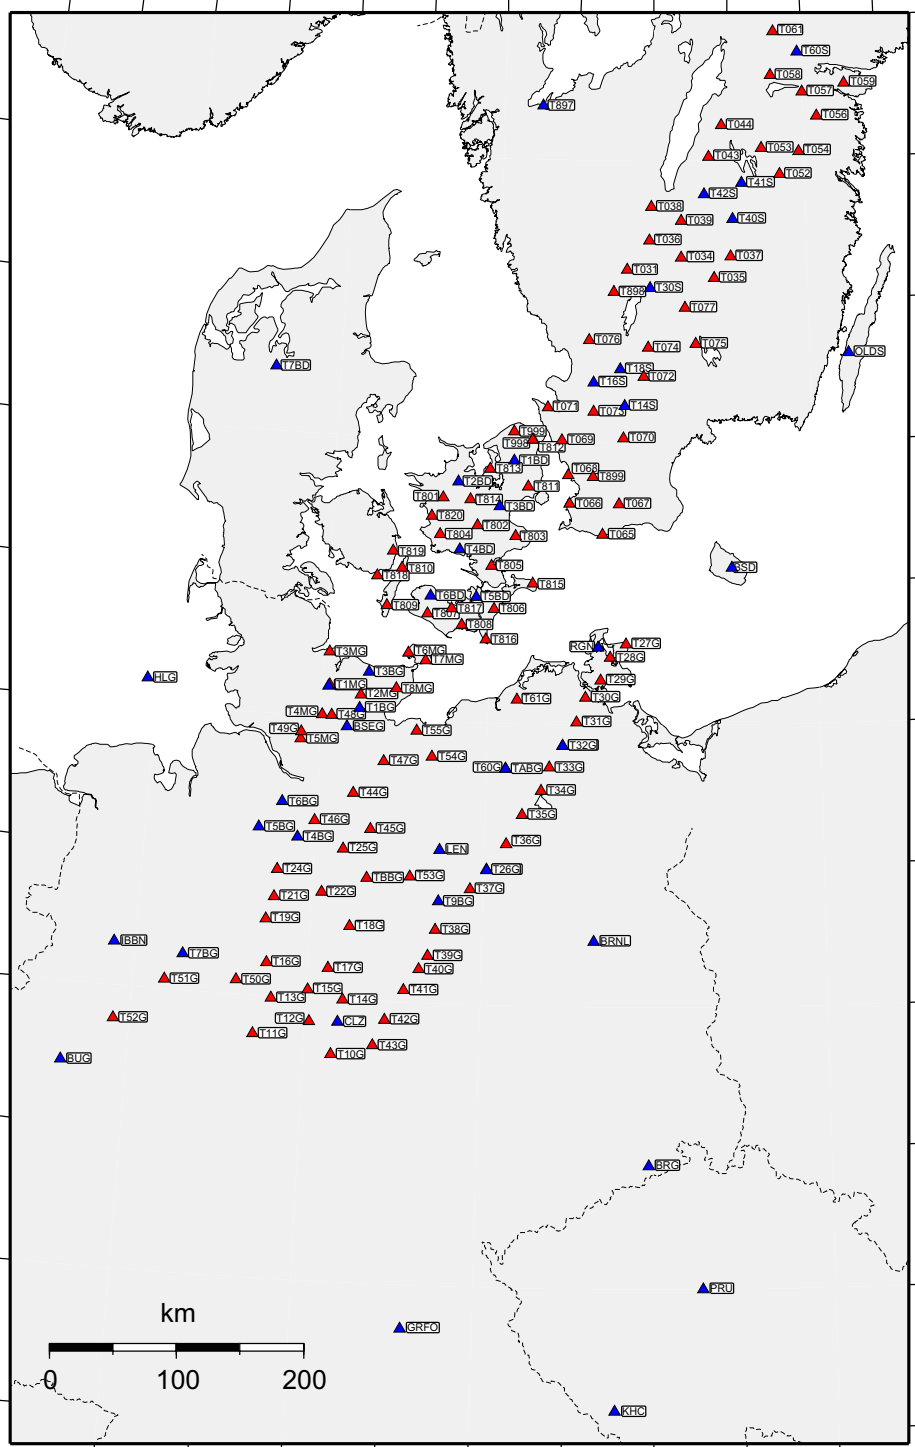 T061
T60S
T058
T059
T057
T897
T056
T044
T053
T054
T043
T052
T41S
T42S
T038
T039
T40S
T036
T034
T037
T031
T035
T30S
T898
T077
T076
T074
T075
OLDS
T7BD
T18S
T072
T16S
T071
T14S
T073
T999
T998
T069
T070
T812
T1BD
T813
T068
T899
T2BD
T811
T801
T814
T3BD
T066
T067
T820
T802
T804
T803
T065
T4BD
T819
T810
T805
BSD
T818
T815
T6BD
T5BD
T809
T817
T806
T807
T808
T816
RGN
T27G
T3MG
T6MG
T7MG
T28G
HLG
T3BG
T29G
T1MG
T8MG
T2MG
T61G
T30G
T4MG
T48G
T1BG
T49G
BSEG
T55G
T31G
T5MG
T32G
T47G
T54G
T60G
TABG
T33G
T44G
T34G
T6BG
T35G
T46G
T5BG
T45G
T4BG
T25G
LEN
T36G
T24G
T26G
TBBG
T53G
T22G
T37G
T21G
T9BG
T19G
T18G
T38G
IBBN
BRNL
T7BG
T39G
T16G
T17G
T40G
T51G
T50G
T15G
T41G
T13G
T14G
T52G
T12G
CLZ
T42G
T11G
T43G
T10G
BUG
BRG
PRU
km
GRFO
0 100 200
KHC